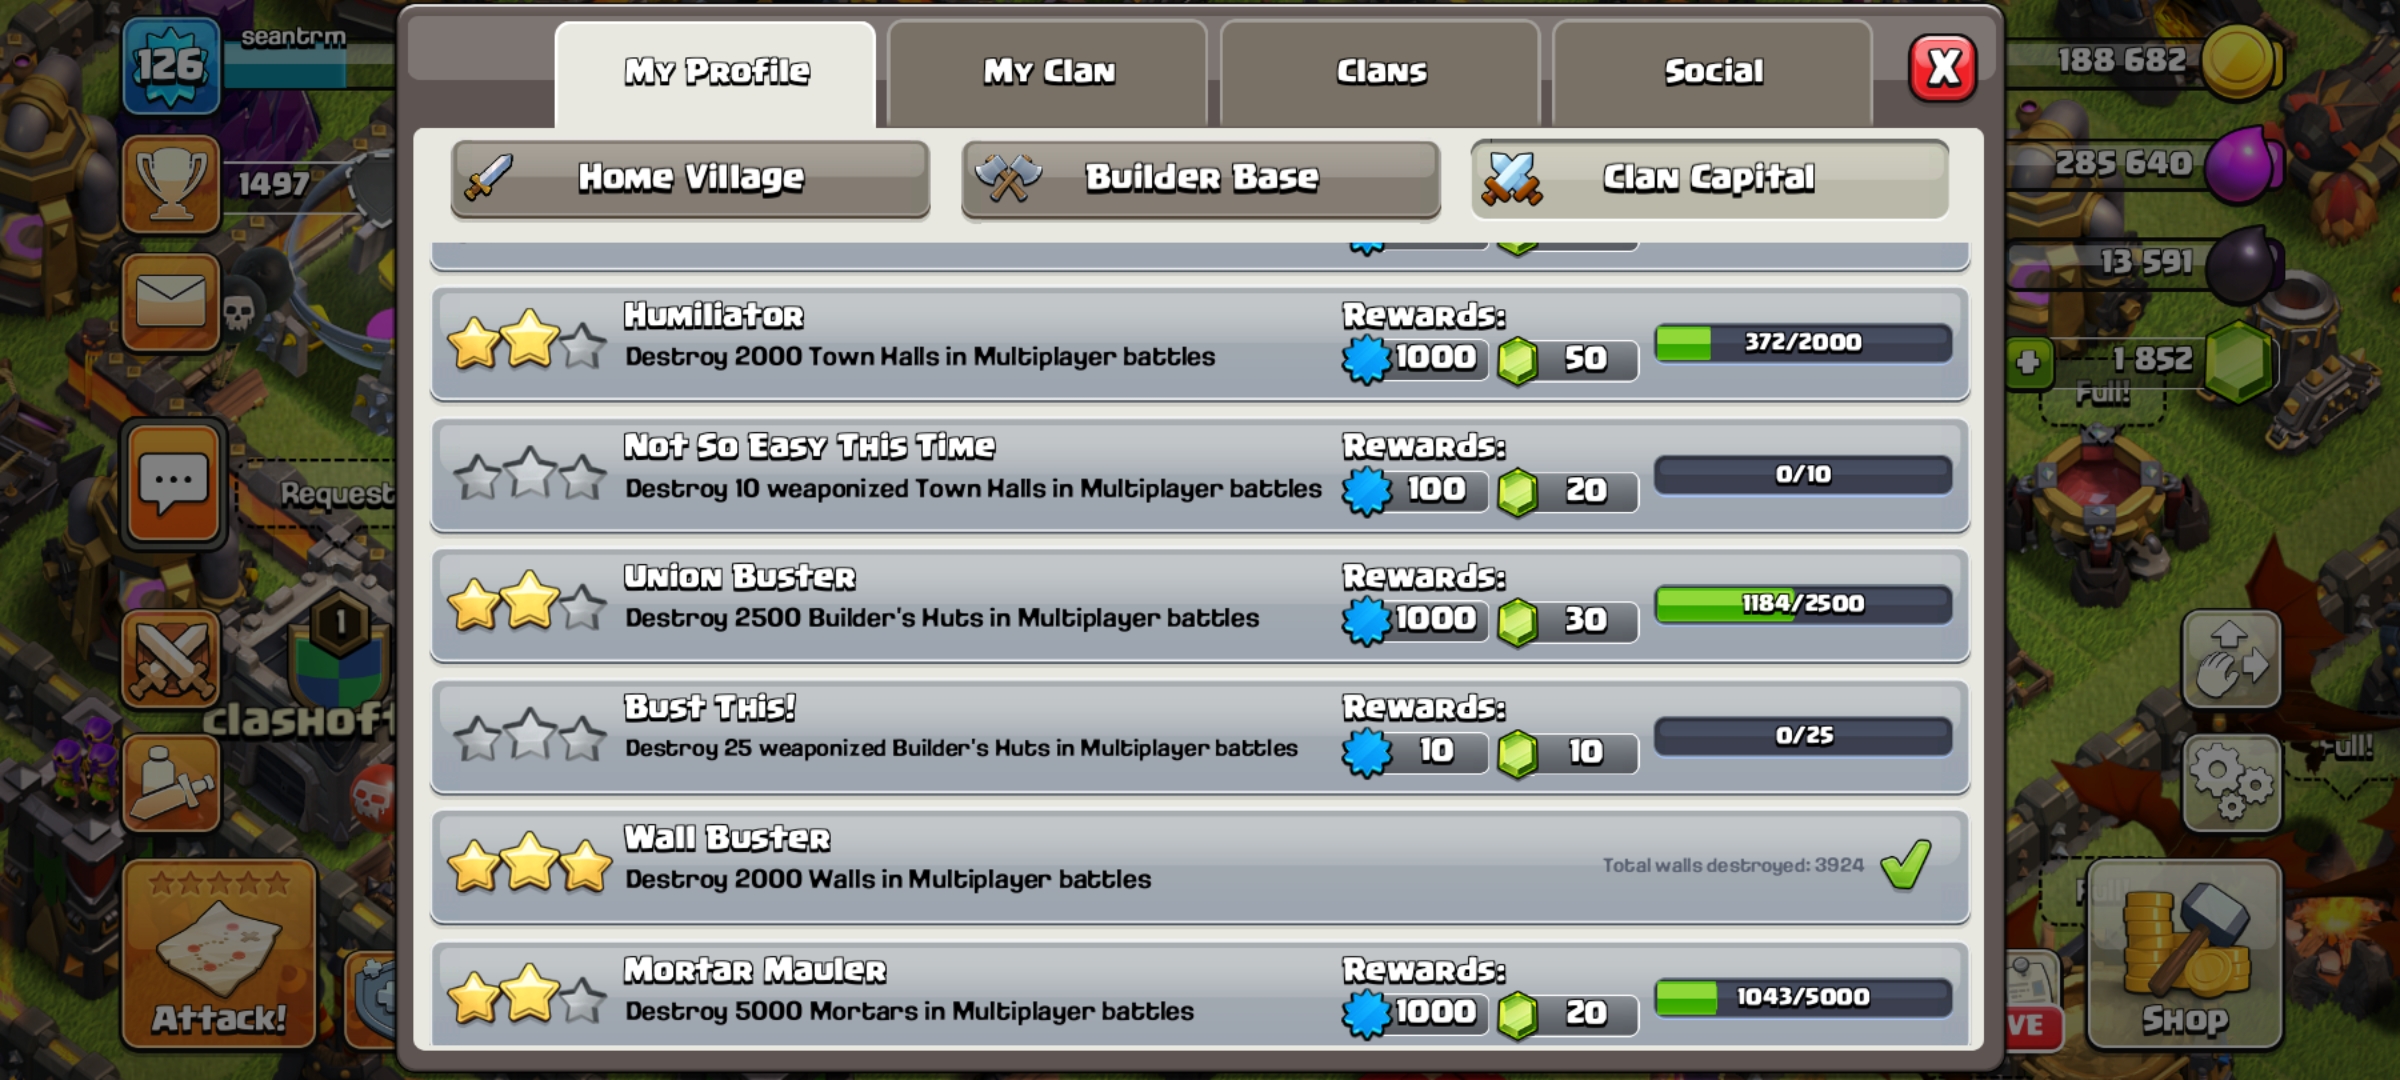 126
seantrm
1497
My Profile
My Clan
Clans
Social
X
188 682
285 640
13 591
1 852
Full!
Home Village
Builder Base
Clan Capital
Humiliator
Destroy 2000 Town Halls in Multiplayer battles
Rewards:
1000 50
372/2000
Not So Easy This Time
Destroy 10 weaponized Town Halls in Multiplayer battles
Rewards:
100 20
0/10
Request
Union Buster
Destroy 2500 Builder's Huts in Multiplayer battles
Rewards:
1000 30
1184/2500
1
Bust This!
Destroy 25 weaponized Builder's Huts in Multiplayer battles
Rewards:
10 10
0/25
Wall Buster
Destroy 2000 Walls in Multiplayer battles
Total walls destroyed: 3924
Mortar Mauler
Destroy 5000 Mortars in Multiplayer battles
Rewards:
1000 20
1043/5000
Attack!
Shop